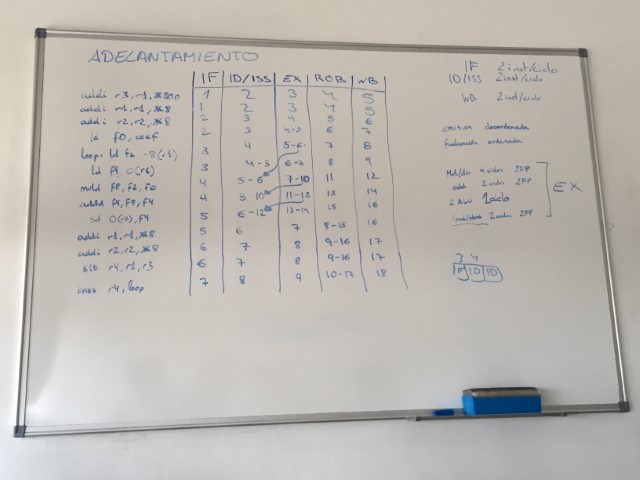 ADELANTAMIENTO
IF ID/ISS EX ROB WB
addi r3, r1, #800 1 2 3 4 5
addi r1, r1, #8 1 2 3 4 5
addi r2, r2, #8 2 3 4 5 6
ld f0, coef 2 3 4-5 6 7
loop: ld f2, -8(r1) 3 4 5-6 7 8
ld f4, 0(r2) 3 4-5 6-7 8 9
multd f8, f2, f0 4 5-6 7-10 11 12
addd f4, f8, f4 4 5-10 11-12 13 14
sd 0(r2), f4 5 6-12 13-14 15 16
addi r1, r1, #8 5 6 7 8-15 16
addi r2, r2, #8 6 7 8 9-16 17
slt r4, r1, r3 6 7 8 9-16 17
bnez r4, loop 7 8 9 10-17 18
IF 2 inst/ciclo
ID/ISS 2 inst/ciclo
WB 2 inst/ciclo
emision desordenada
finalización ordenada
Mul/div 4 ciclos 2 FP
add 2 ciclos 2 FP
2 ALU 1 ciclo
loads/store 2 ciclos 2 FP
EX
3 4
IF ID ID